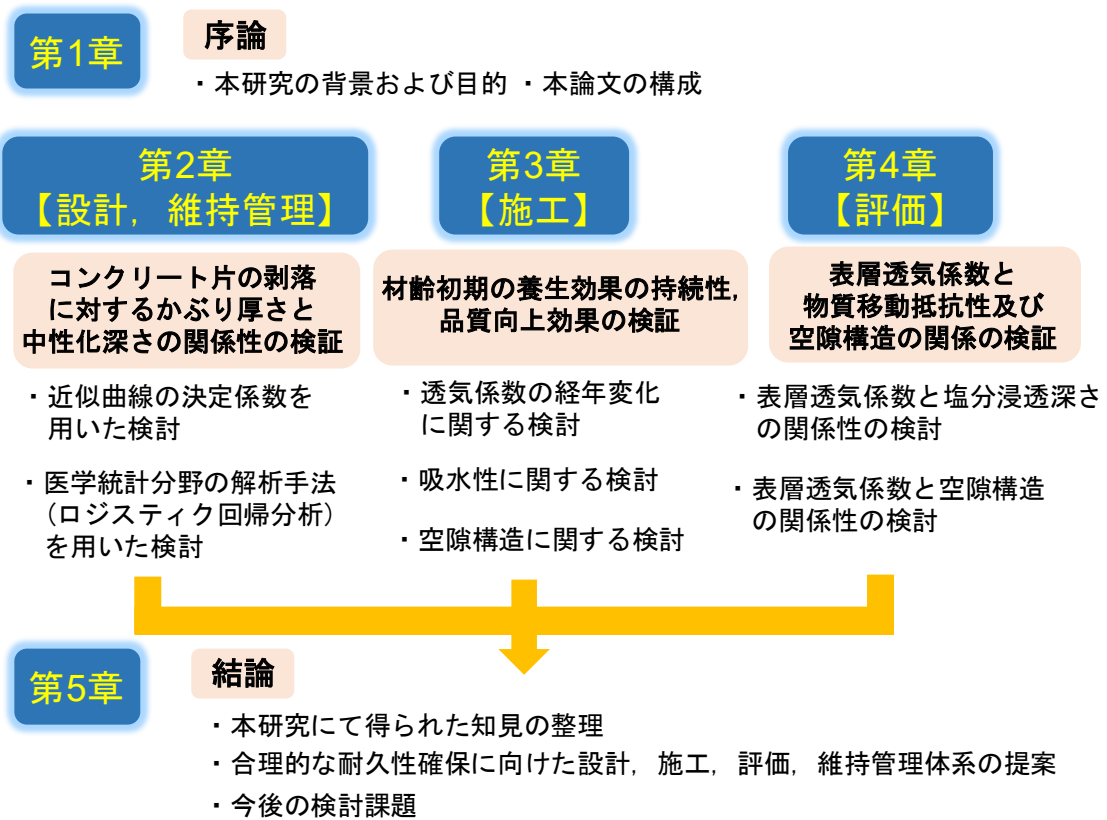 第1章
序論
・本研究の背景および目的 ・本論文の構成
第2章
【設計，維持管理】
コンクリート片の剥落
に対するかぶり厚さと
中性化深さの関係性の検証
・近似曲線の決定係数を
用いた検討
・医学統計分野の解析手法
(ロジスティク回帰分析)
を用いた検討
第3章
【施工】
材齢初期の養生効果の持続性，
品質向上効果の検証
・透気係数の経年変化
に関する検討
・吸水性に関する検討
・空隙構造に関する検討
第4章
【評価】
表層透気係数と
物質移動抵抗性及び
空隙構造の関係の検証
・表層透気係数と塩分浸透深さ
の関係性の検討
・表層透気係数と空隙構造
の関係性の検討
第5章
結論
・本研究にて得られた知見の整理
・合理的な耐久性確保に向けた設計，施工，評価，維持管理体系の提案
・今後の検討課題